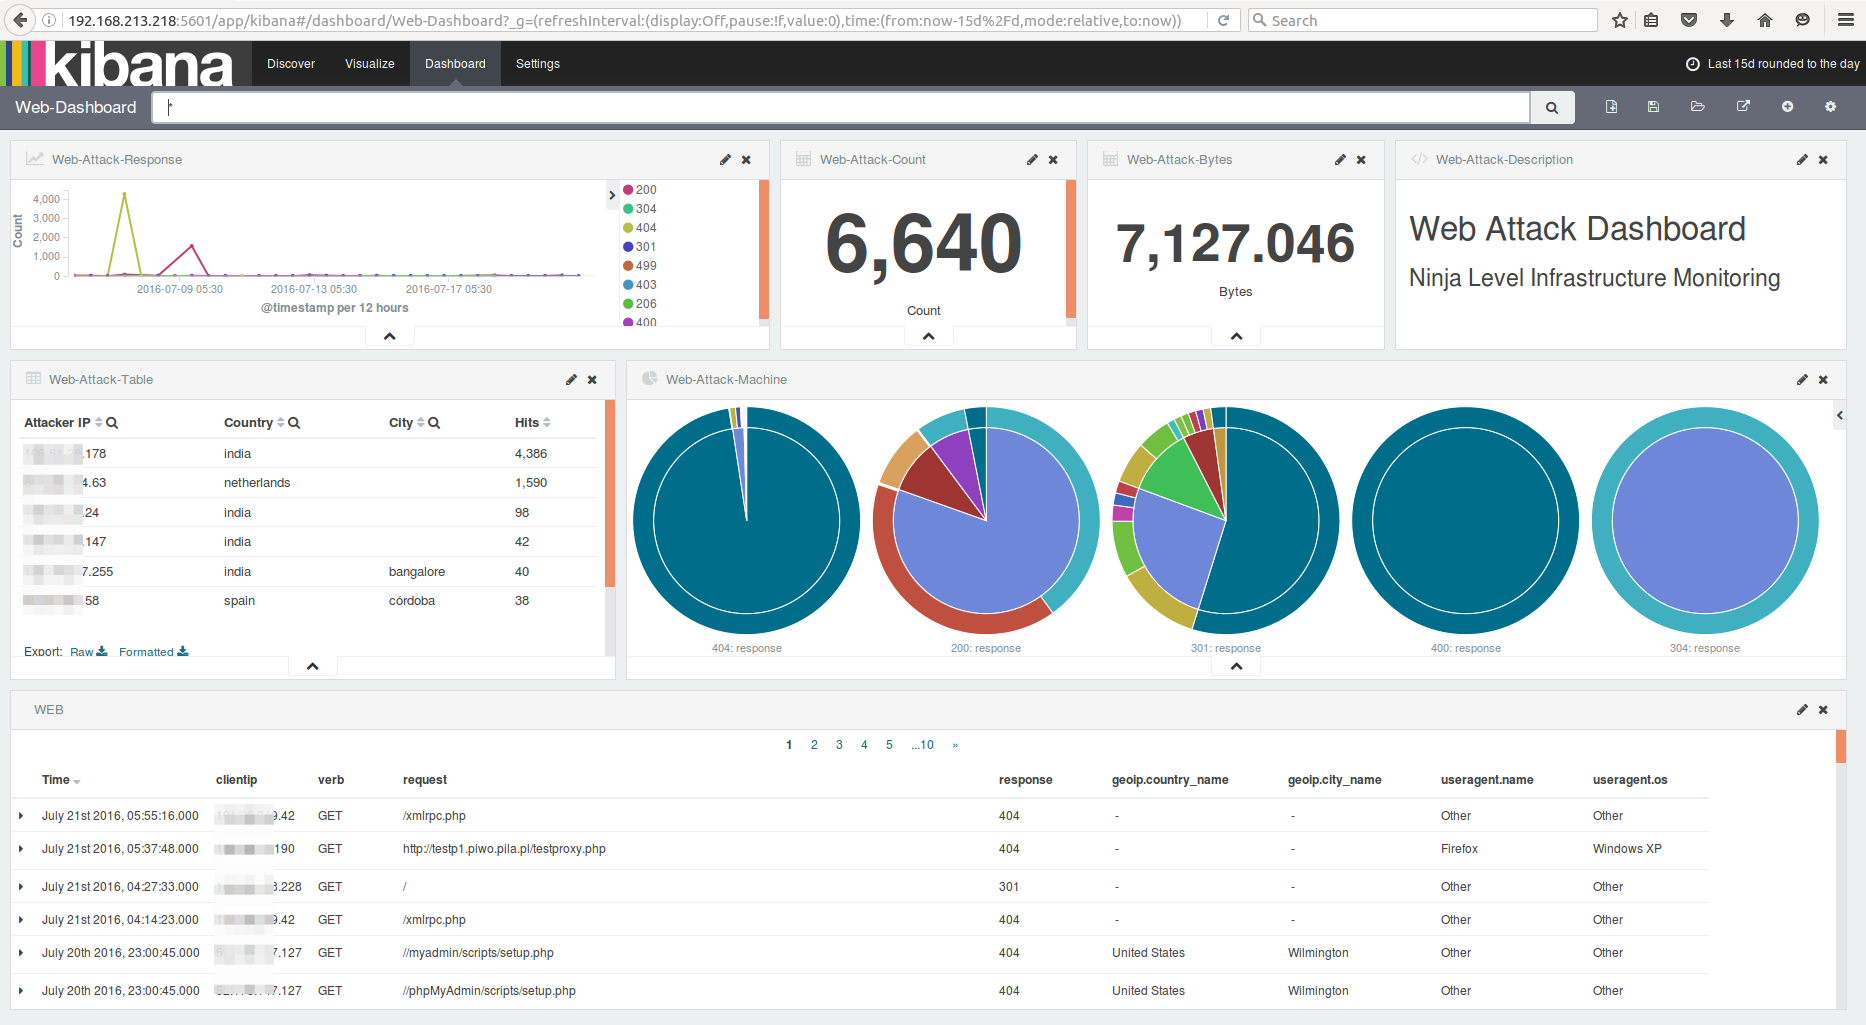 192.168.213.218:5601/app/kibana#/dashboard/Web-Dashboard?_g=(refreshInterval:(display:Off,pause:!f,value:0),time:(from:now-15d%2Fd,mode:relative,to:now)) Search
kibana Discover Visualize Dashboard Settings Last 15d rounded to the day
Web-Dashboard *
Web-Attack-Response
4,000
3,000
2,000
1,000
0
Count
2016-07-09 05:30 2016-07-13 05:30 2016-07-17 05:30
@timestamp per 12 hours
200
304
404
301
499
403
206
400
Web-Attack-Count
6,640
Count
Web-Attack-Bytes
7,127.046
Bytes
Web-Attack-Description
Web Attack Dashboard
Ninja Level Infrastructure Monitoring
Web-Attack-Table
Attacker IP Country City Hits
.178 india 4,386
4.63 netherlands 1,590
.24 india 98
.147 india 42
7.255 india bangalore 40
58 spain córdoba 38
Export: Raw Formatted
Web-Attack-Machine
404: response 200: response 301: response 400: response 304: response
WEB
1 2 3 4 5 ...10 »
Time clientip verb request response geoip.country_name geoip.city_name useragent.name useragent.os
July 21st 2016, 05:55:16.000 9.42 GET /xmlrpc.php 404 - - Other Other
July 21st 2016, 05:37:48.000 190 GET http://testp1.piwo.pila.pl/testproxy.php 404 - - Firefox Windows XP
July 21st 2016, 04:27:33.000 3.228 GET / 301 - - Other Other
July 21st 2016, 04:14:23.000 9.42 GET /xmlrpc.php 404 - - Other Other
July 20th 2016, 23:00:45.000 7.127 GET //myadmin/scripts/setup.php 404 United States Wilmington Other Other
July 20th 2016, 23:00:45.000 7.127 GET //phpMyAdmin/scripts/setup.php 404 United States Wilmington Other Other